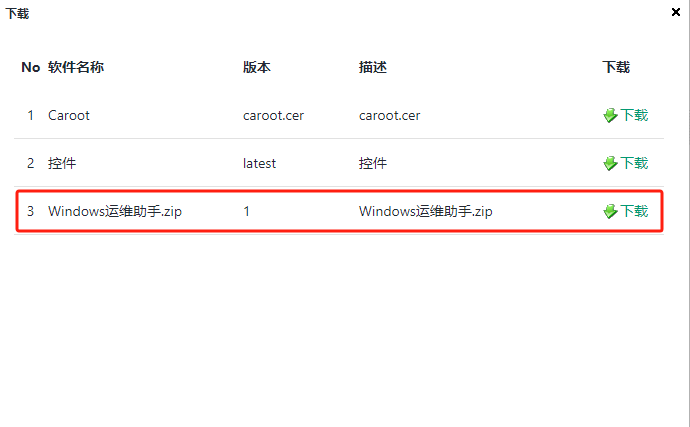 下载
No 软件名称 版本 描述 下载
1 Caroot caroot.cer caroot.cer 下载
2 控件 latest 控件 下载
3 Windows运维助手.zip 1 Windows运维助手.zip 下载